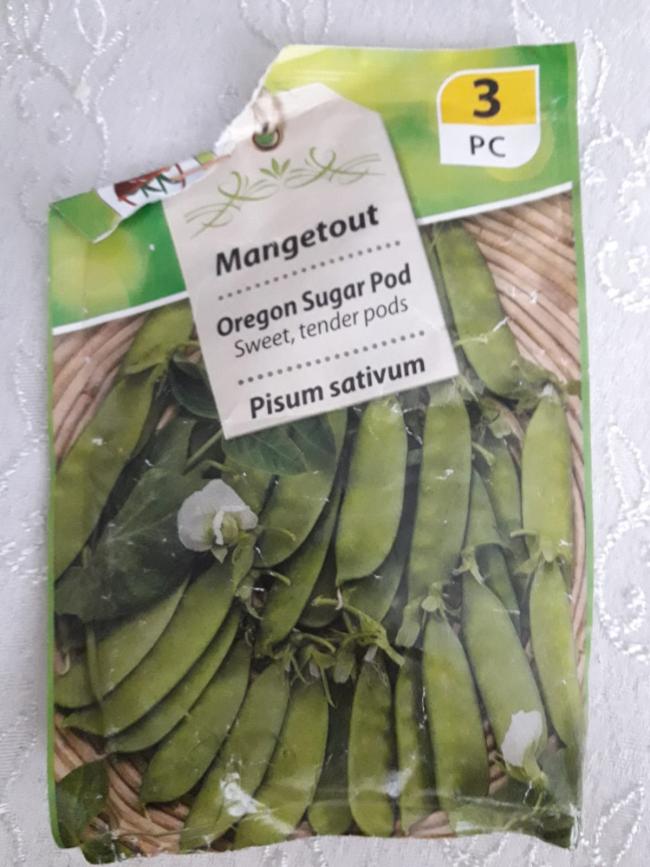 3
PC
Mangetout
Oregon Sugar Pod
Sweet, tender pods
Pisum sativum